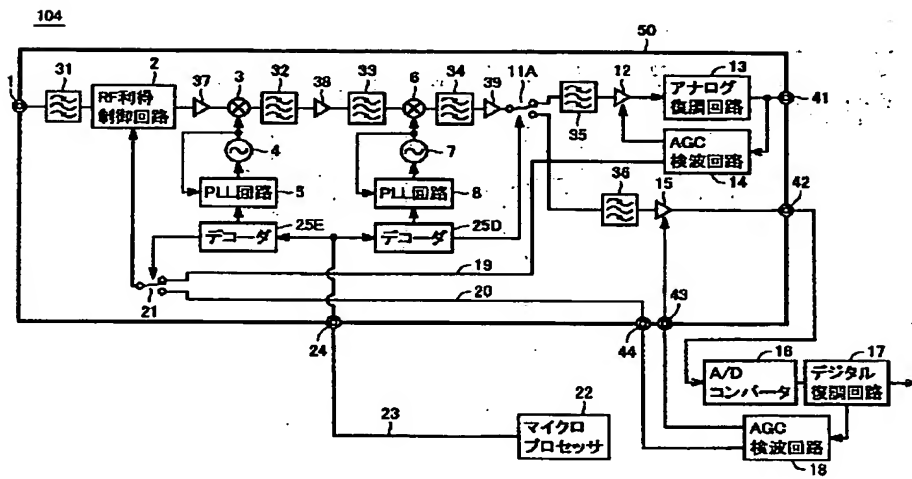 104
50
1
31
2
37
3
32
38
33
6
34
39
11A
12
13
RF利得
制御回路
アナログ
復調回路
41
35
4
7
AGC
検波回路
14
PLL回路
5
PLL回路
8
36
15
42
デコーダ
25E
デコーダ
25D
19
20
21
24
44
43
16
17
A/D
コンバータ
デジタル
復調回路
23
22
マイクロ
プロセッサ
AGC
検波回路
18